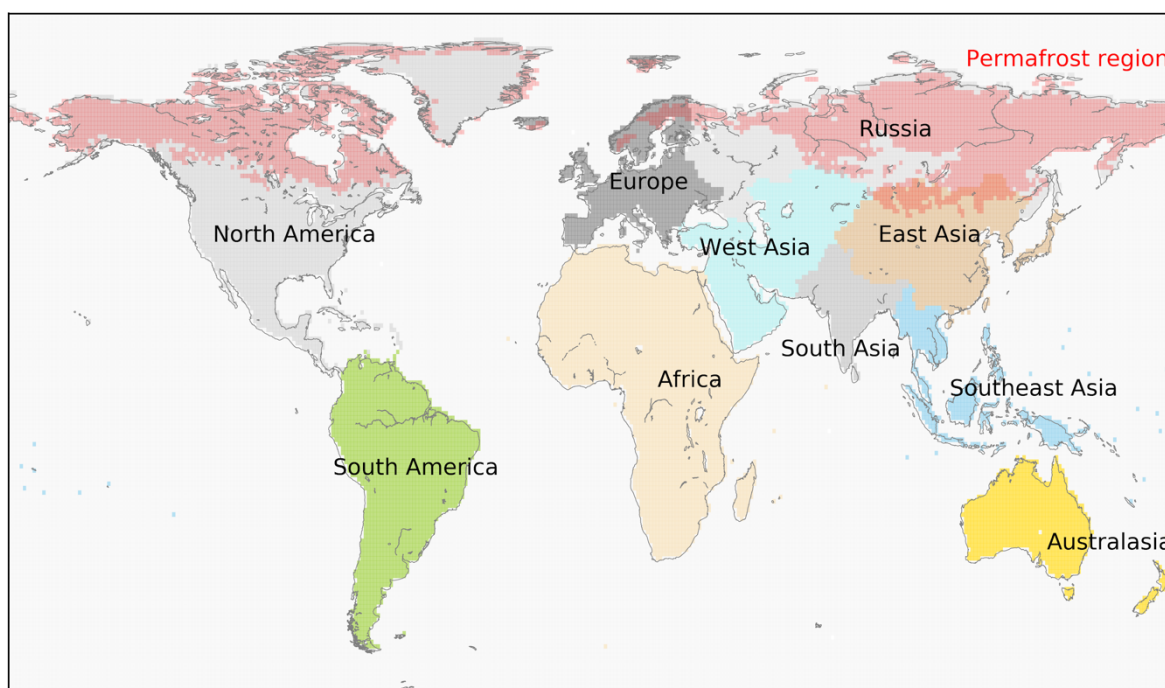 Permafrost region
Russia
Europe
North America
West Asia
East Asia
South Asia
Africa
Southeast Asia
South America
Australasia